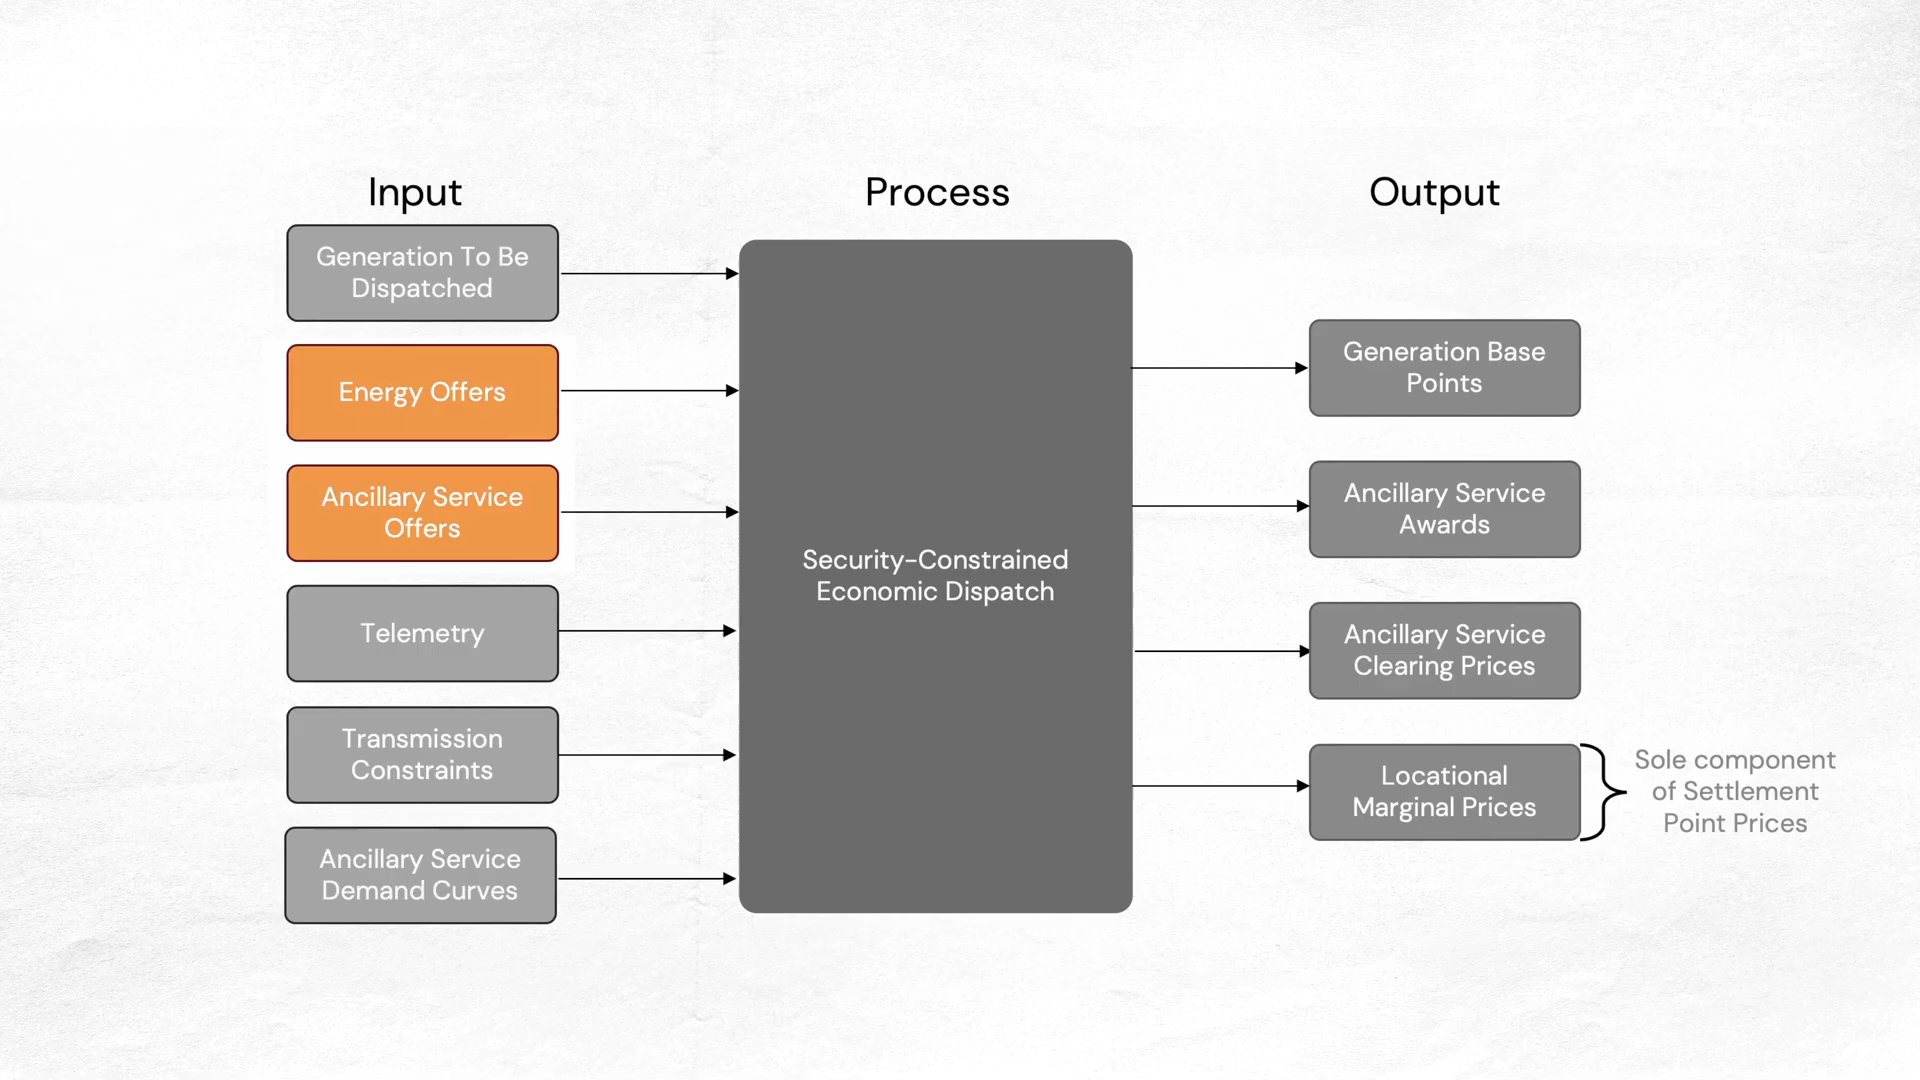 Input
Process
Output
Generation To Be
Dispatched
Energy Offers
Ancillary Service
Offers
Telemetry
Transmission
Constraints
Ancillary Service
Demand Curves
Security-Constrained
Economic Dispatch
Generation Base
Points
Ancillary Service
Awards
Ancillary Service
Clearing Prices
Locational
Marginal Prices
Sole component
of Settlement
Point Prices